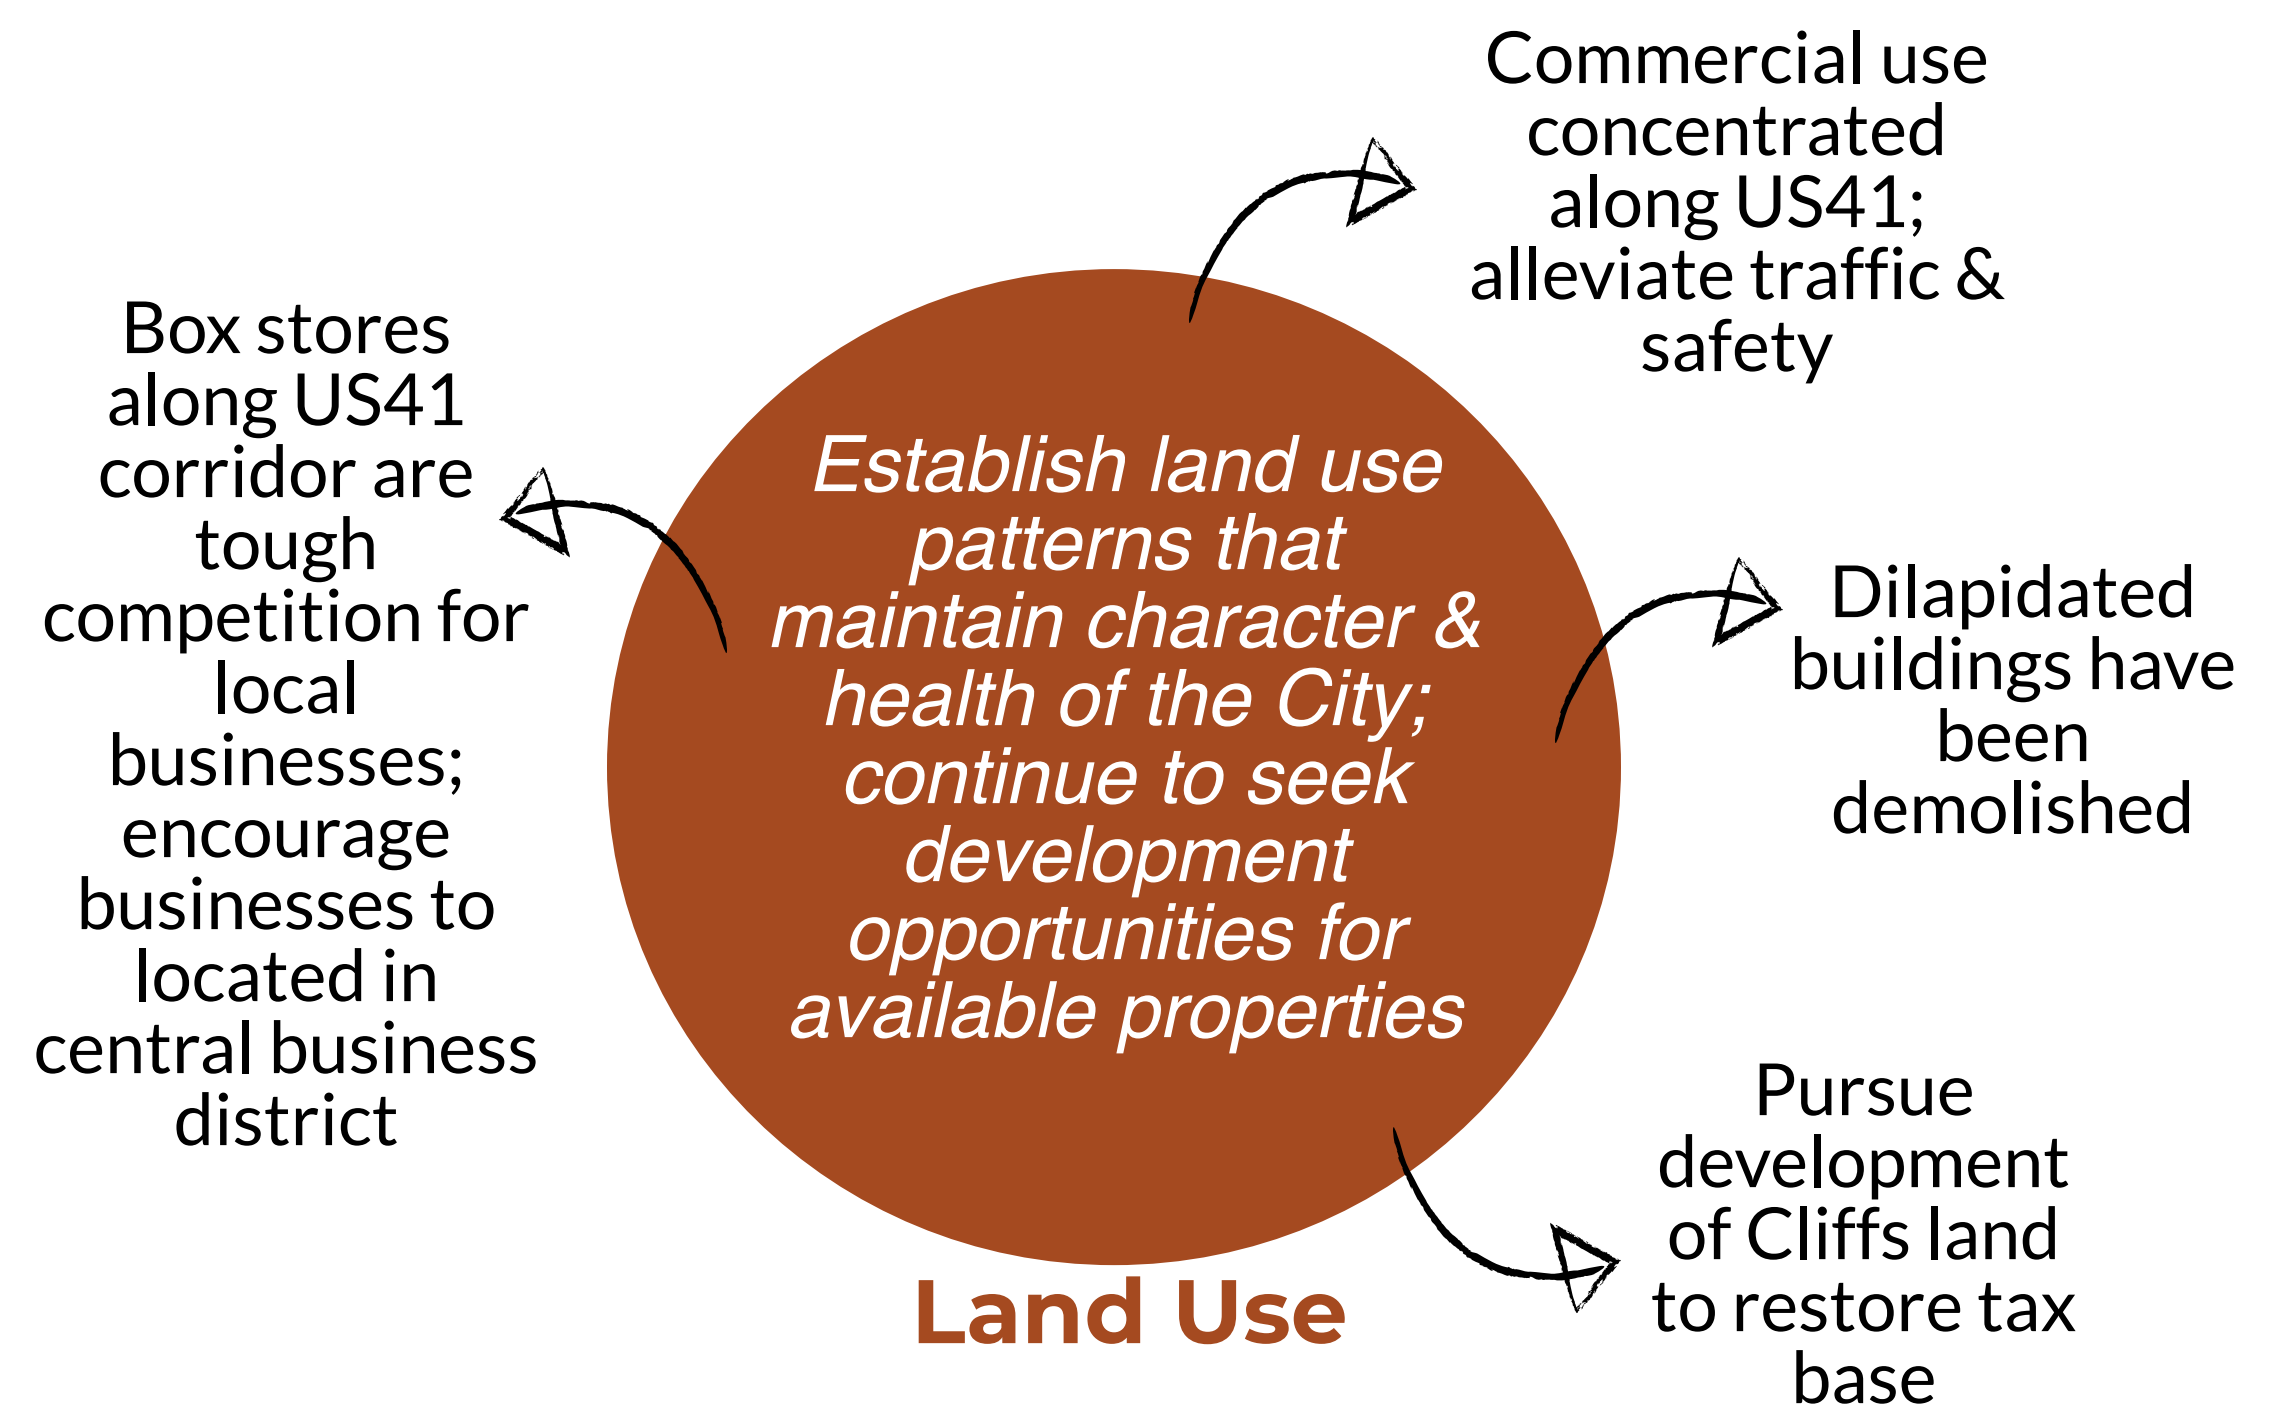 Commercial use
concentrated
along US41;
alleviate traffic &
safety
Box stores
along US41
corridor are
tough
competition for
local
businesses;
encourage
businesses to
located in
central business
district
Establish land use
patterns that
maintain character &
health of the City;
continue to seek
development
opportunities for
available properties
Dilapidated
buildings have
been
demolished
Pursue
development
of Cliffs land
to restore tax
base
Land Use